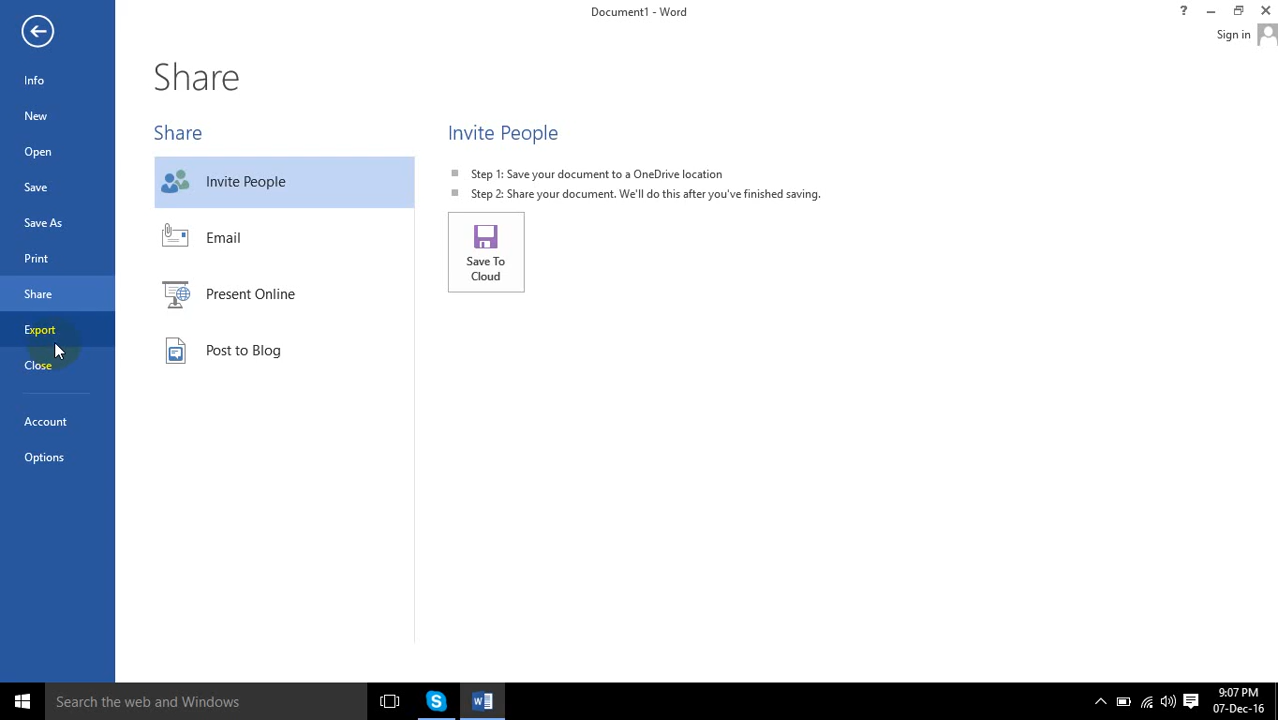 Document1 - Word
?
Sign in
Info
New
Open
Save
Save As
Print
Share
Export
Close
Account
Options
Share
Share
Invite People
Email
Present Online
Post to Blog
Invite People
Step 1: Save your document to a OneDrive location
Step 2: Share your document. We'll do this after you've finished saving.
Save To
Cloud
Search the web and Windows
9:07 PM
07-Dec-16